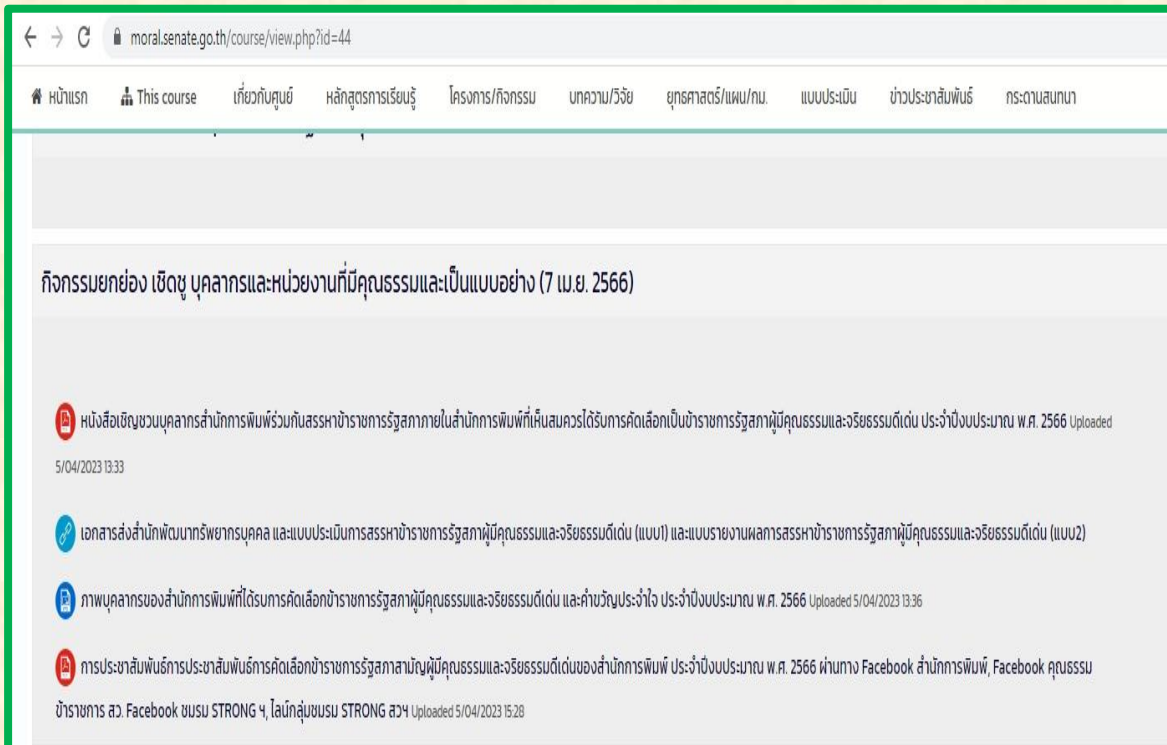 moral.senate.go.th/course/view.php?id=44
หน้าแรก This course เกี่ยวกับศูนย์ หลักสูตรการเรียนรู้ โครงการ/กิจกรรม บทความ/วิจัย ยุทธศาสตร์/แผน/กม. แบบประเมิน ข่าวประชาสัมพันธ์ กระดานสนทนา
กิจกรรมยกย่อง เชิดชู บุคลากรและหน่วยงานที่มีคุณธรรมและเป็นแบบอย่าง (7 เม.ย. 2566)
หนังสือเชิญชวนบุคลากรสำนักการพิมพ์ร่วมกันสรรหาข้าราชการรัฐสภาภายในสำนักการพิมพ์ที่เห็นสมควรได้รับการคัดเลือกเป็นข้าราชการรัฐสภาผู้มีคุณธรรมและจริยธรรมดีเด่น ประจำปีงบประมาณ พ.ศ. 2566 Uploaded
5/04/2023 13:33
เอกสารส่งสำนักพัฒนาทรัพยากรบุคคล และแบบประเมินการสรรหาข้าราชการรัฐสภาผู้มีคุณธรรมและจริยธรรมดีเด่น (แบบ1) และแบบรายงานผลการสรรหาข้าราชการรัฐสภาผู้มีคุณธรรมและจริยธรรมดีเด่น (แบบ2)
ภาพบุคลากรของสำนักการพิมพ์ที่ได้รบการคัดเลือกข้าราชการรัฐสภาผู้มีคุณธรรมและจริยธรรมดีเด่น และคำขวัญประจำใจ ประจำปีงบประมาณ พ.ศ. 2566 Uploaded 5/04/2023 13:36
การประชาสัมพันธ์การประชาสัมพันธ์การคัดเลือกข้าราชการรัฐสภาสามัญผู้มีคุณธรรมและจริยธรรมดีเด่นของสำนักการพิมพ์ ประจำปีงบประมาณ พ.ศ. 2566 ผ่านทาง Facebook สำนักการพิมพ์, Facebook คุณธรรม
ข้าราชการ สว. Facebook ชมรม STRONG ฯ, ไลน์กลุ่มชมรม STRONG สวฯ Uploaded 5/04/2023 15:28